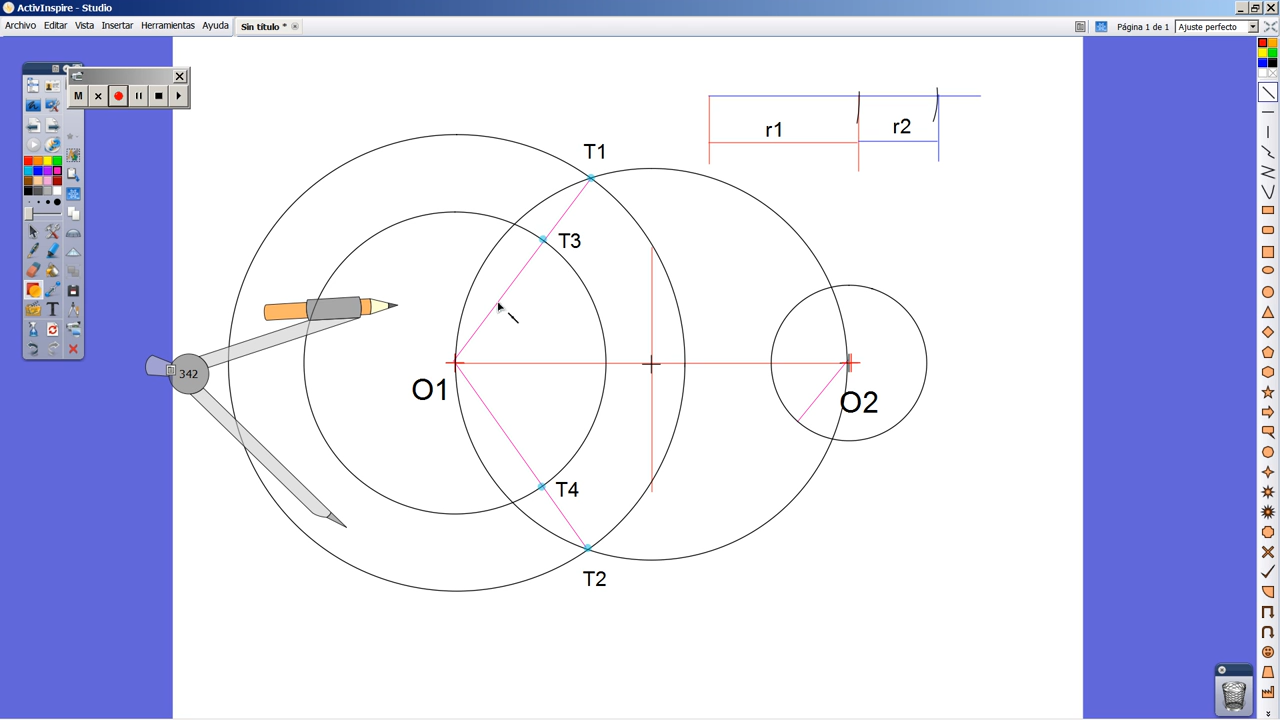 ActivInspire - Studio
Archivo Editar Vista Insertar Herramientas Ayuda Sin título * Página 1 de 1 Ajuste perfecto
M
r1 r2
T1
T3
342
O1 O2
T4
T2